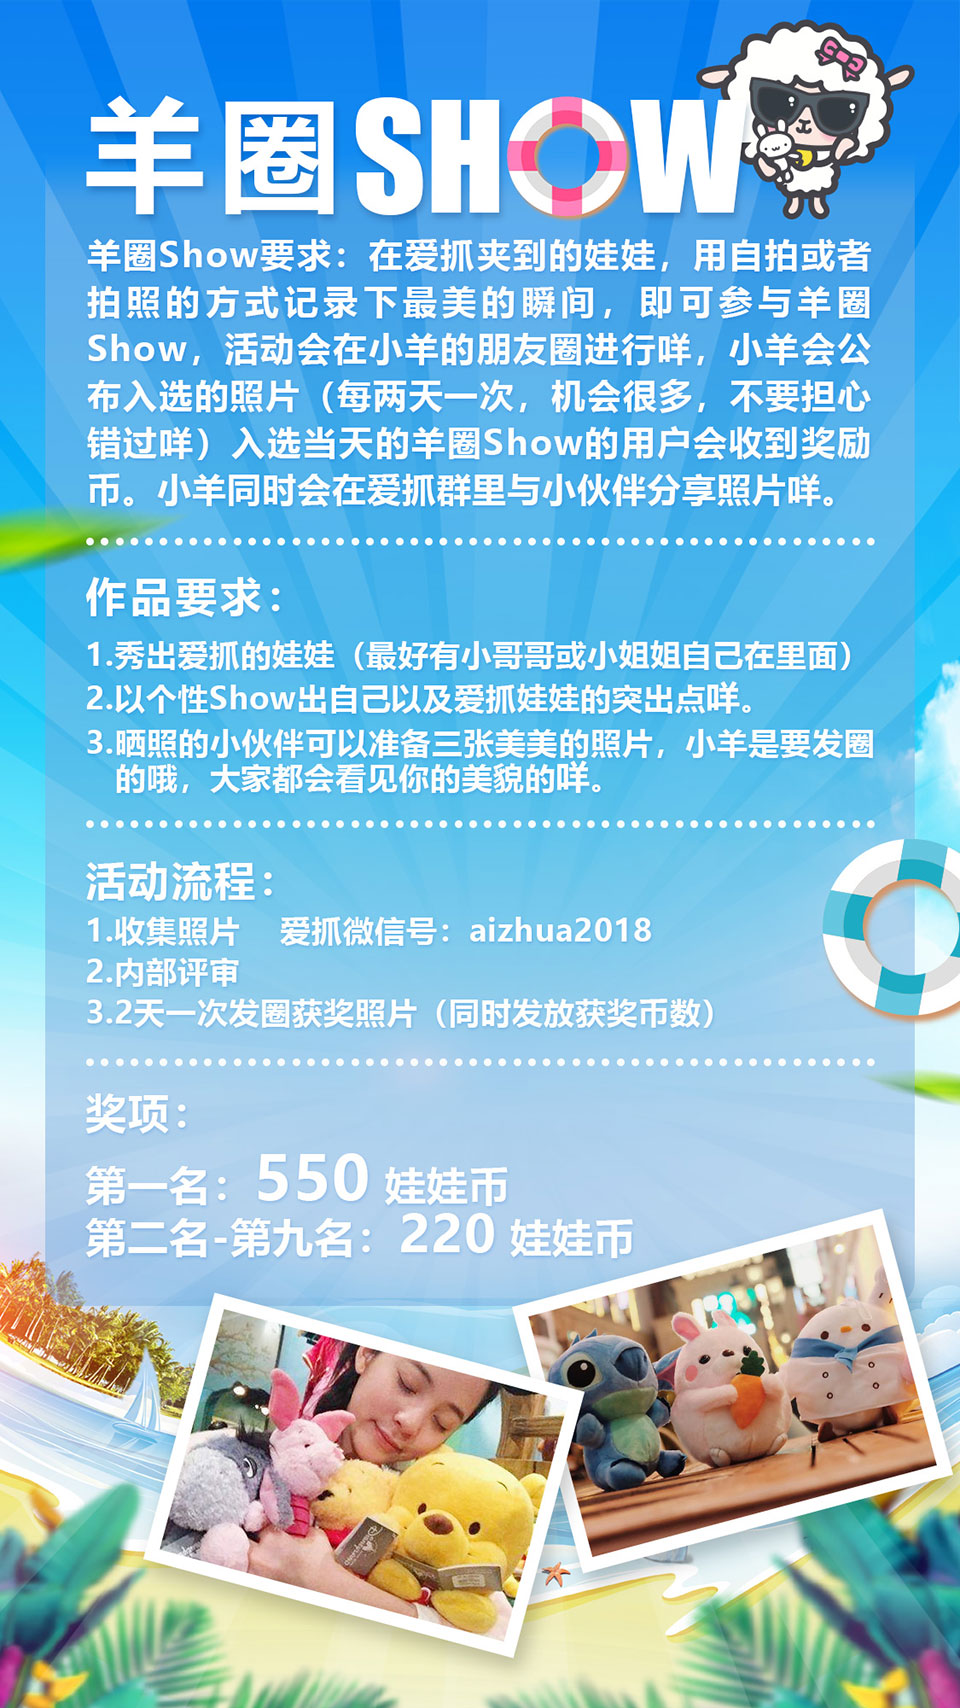 羊圈SHOW
羊圈Show要求：在爱抓夹到的娃娃，用自拍或者
拍照的方式记录下最美的瞬间，即可参与羊圈
Show，活动会在小羊的朋友圈进行咩，小羊会公
布入选的照片（每两天一次，机会很多，不要担心
错过咩）入选当天的羊圈Show的用户会收到奖励
币。小羊同时会在爱抓群里与小伙伴分享照片咩。
作品要求：
1.秀出爱抓的娃娃（最好有小哥哥或小姐姐自己在里面）
2.以个性Show出自己以及爱抓娃娃的突出点咩。
3.晒照的小伙伴可以准备三张美美的照片，小羊是要发圈
的哦，大家都会看见你的美貌的咩。
活动流程：
1.收集照片 爱抓微信号：aizhua2018
2.内部评审
3.2天一次发圈获奖照片（同时发放获奖币数）
奖项：
第一名：550 娃娃币
第二名-第九名：220 娃娃币